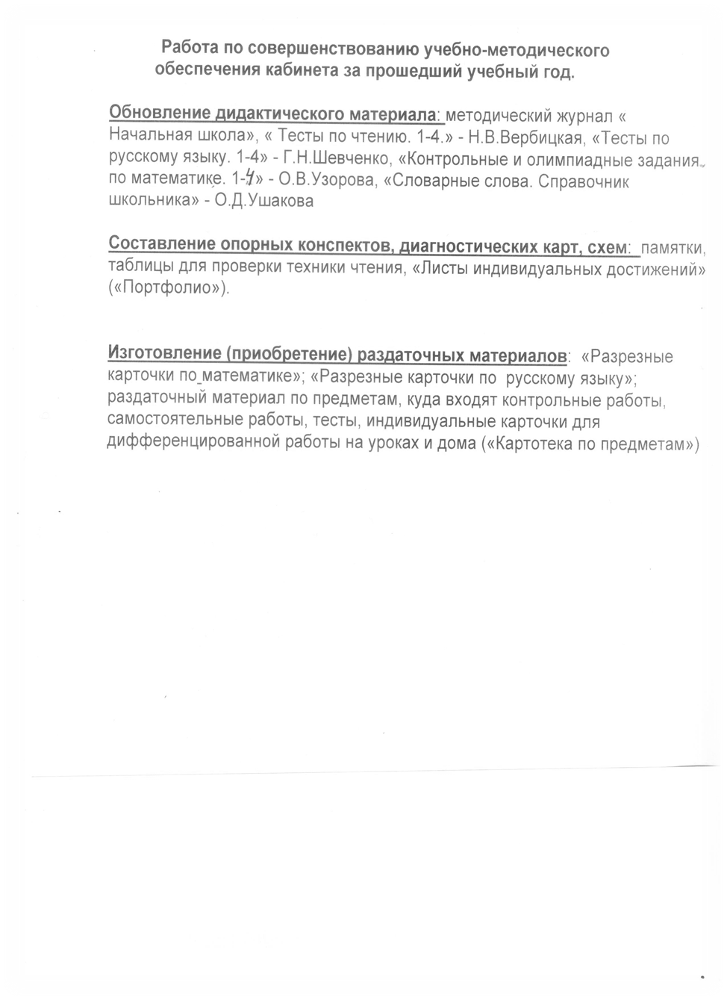 Работа по совершенствованию учебно-методического
обеспечения кабинета за прошедший учебный год.
Обновление дидактического материала: методический журнал «
Начальная школа», « Тесты по чтению. 1-4.» - Н.В.Вербицкая, «Тесты по
русскому языку. 1-4» - Г.Н.Шевченко, «Контрольные и олимпиадные задания
по математике. 1-4» - О.В.Узорова, «Словарные слова. Справочник
школьника» - О.Д.Ушакова
Составление опорных конспектов, диагностических карт, схем: памятки,
таблицы для проверки техники чтения, «Листы индивидуальных достижений»
(«Портфолио»).
Изготовление (приобретение) раздаточных материалов: «Разрезные
карточки по математике»; «Разрезные карточки по русскому языку»;
раздаточный материал по предметам, куда входят контрольные работы,
самостоятельные работы, тесты, индивидуальные карточки для
дифференцированной работы на уроках и дома («Картотека по предметам»)